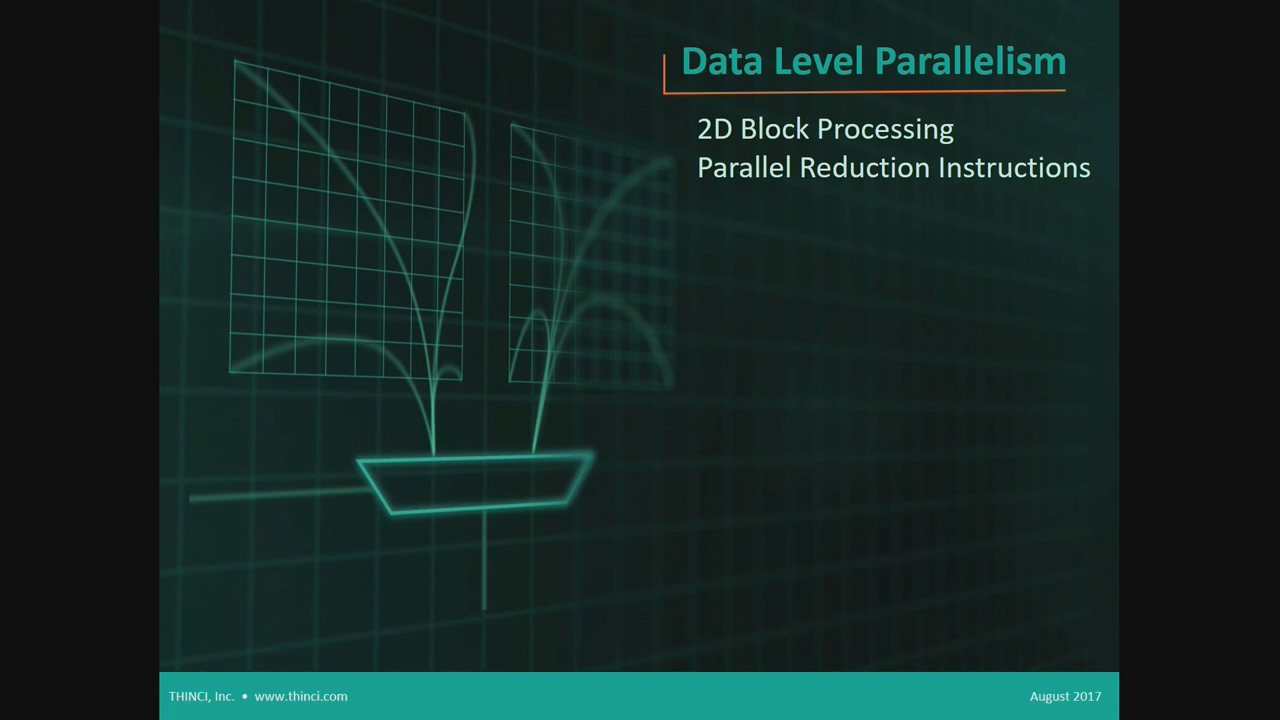 Data Level Parallelism
2D Block Processing
Parallel Reduction Instructions
THINCI, Inc. • www.thinci.com
August 2017